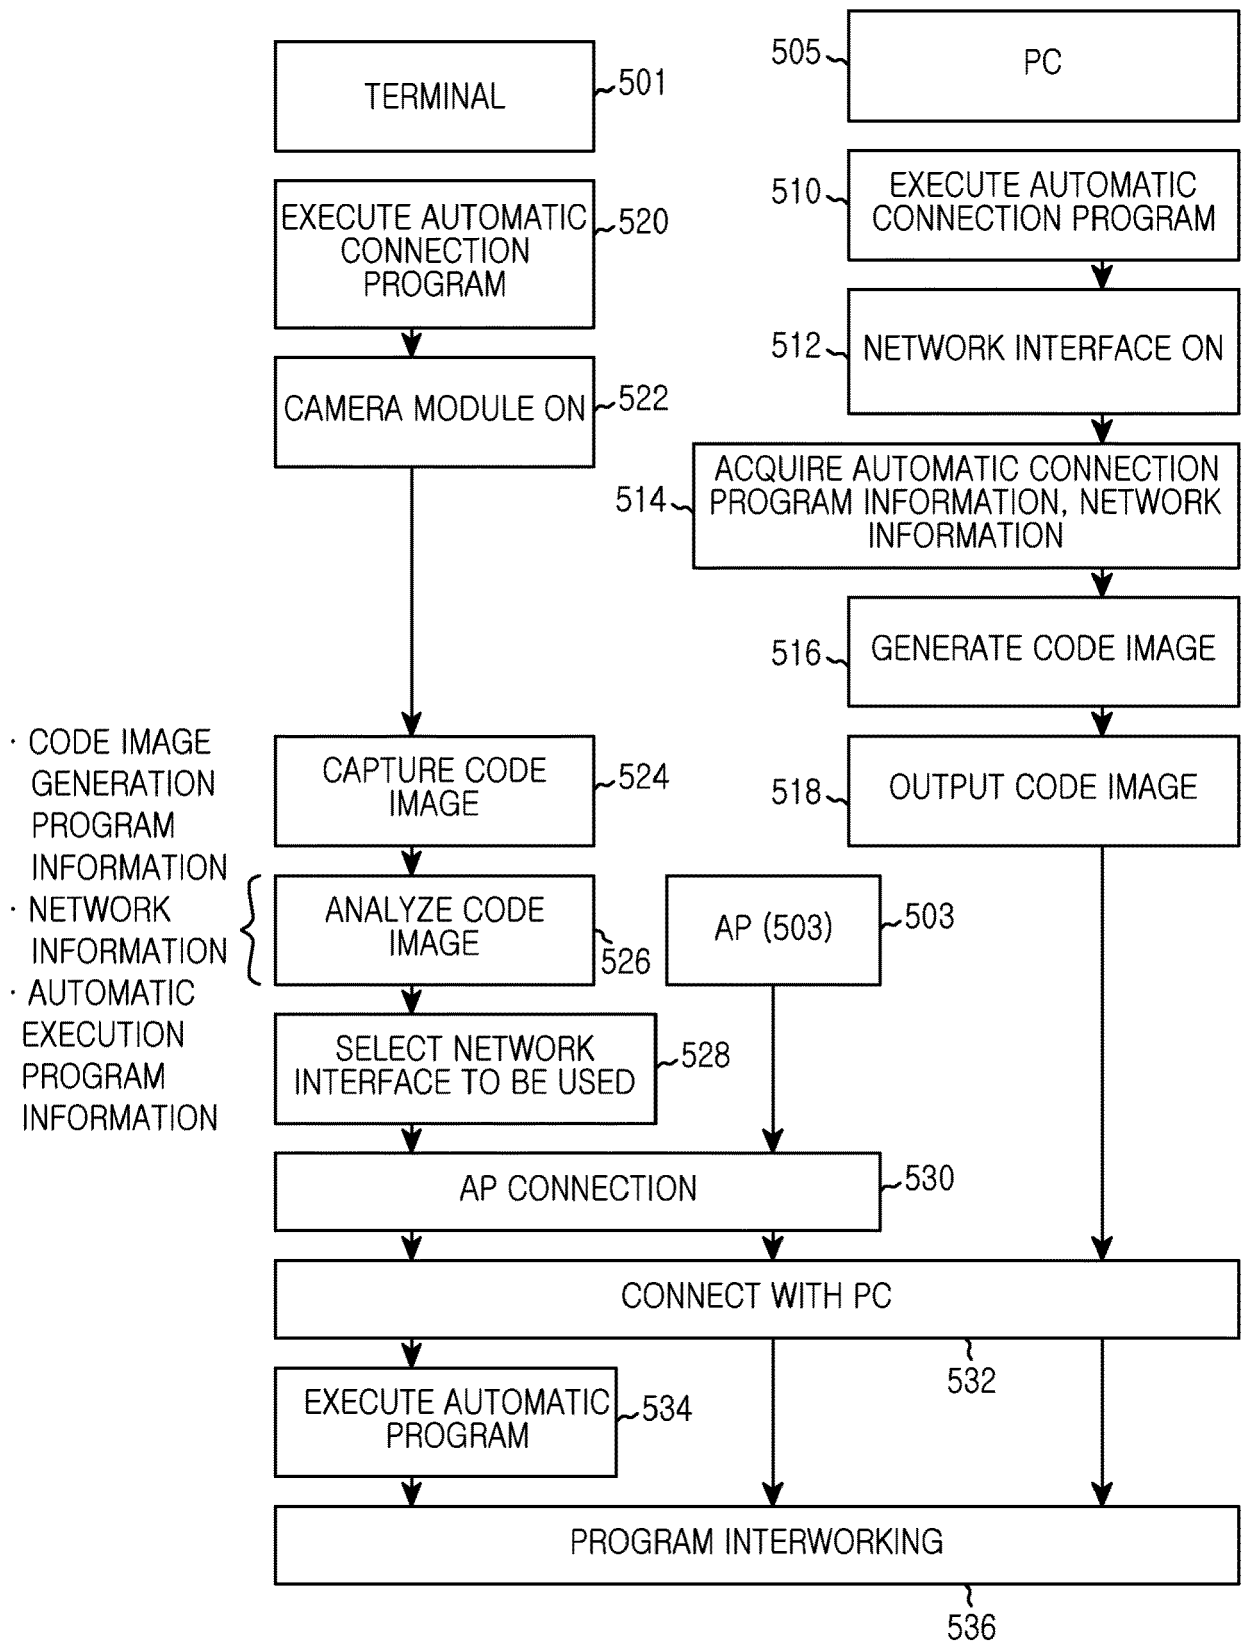 TERMINAL
501
505
PC
EXECUTE AUTOMATIC
CONNECTION
PROGRAM
520
510
EXECUTE AUTOMATIC
CONNECTION PROGRAM
CAMERA MODULE ON
522
512
NETWORK INTERFACE ON
514
ACQUIRE AUTOMATIC CONNECTION
PROGRAM INFORMATION, NETWORK
INFORMATION
516
GENERATE CODE IMAGE
· CODE IMAGE
GENERATION
PROGRAM
INFORMATION
· NETWORK
INFORMATION
· AUTOMATIC
EXECUTION
PROGRAM
INFORMATION
CAPTURE CODE
IMAGE
524
518
OUTPUT CODE IMAGE
ANALYZE CODE
IMAGE
526
AP (503)
503
SELECT NETWORK
INTERFACE TO BE USED
528
AP CONNECTION
530
CONNECT WITH PC
532
EXECUTE AUTOMATIC
PROGRAM
534
PROGRAM INTERWORKING
536